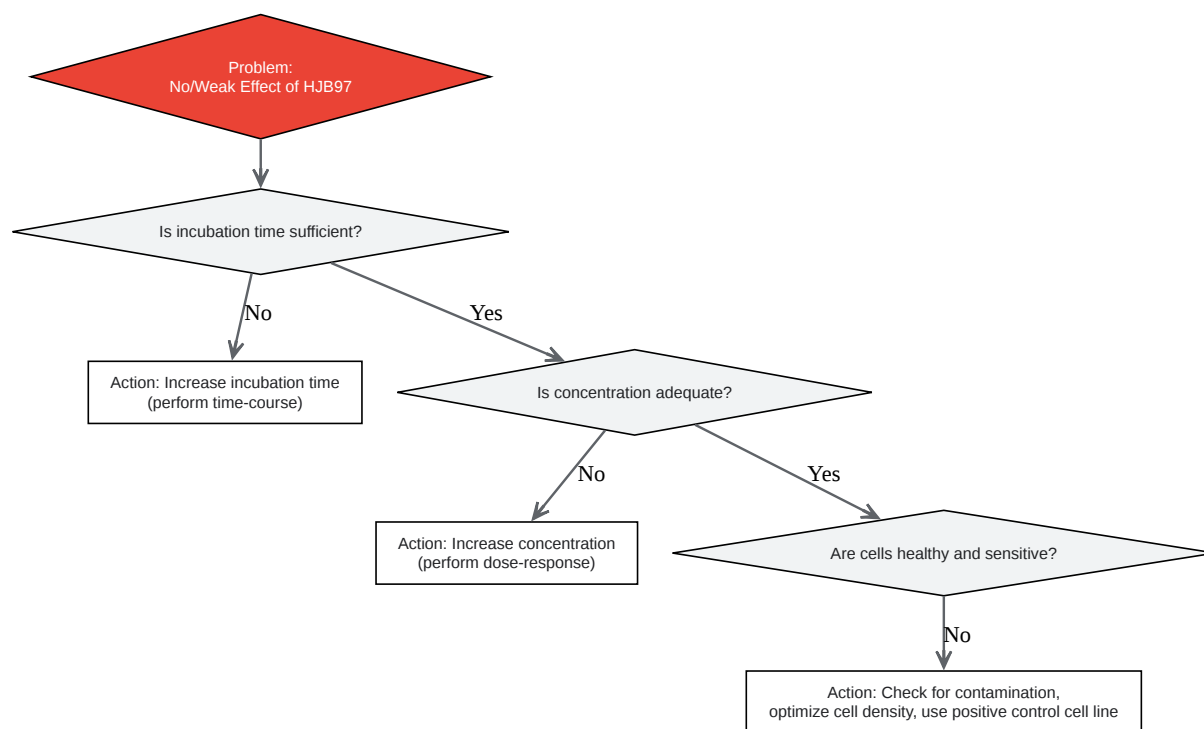 Problem:
No/Weak Effect of HJB97
Is incubation time sufficient?
No
Yes
Action: Increase incubation time
(perform time-course)
Is concentration adequate?
No
Yes
Action: Increase concentration
(perform dose-response)
Are cells healthy and sensitive?
No
Action: Check for contamination,
optimize cell density, use positive control cell line